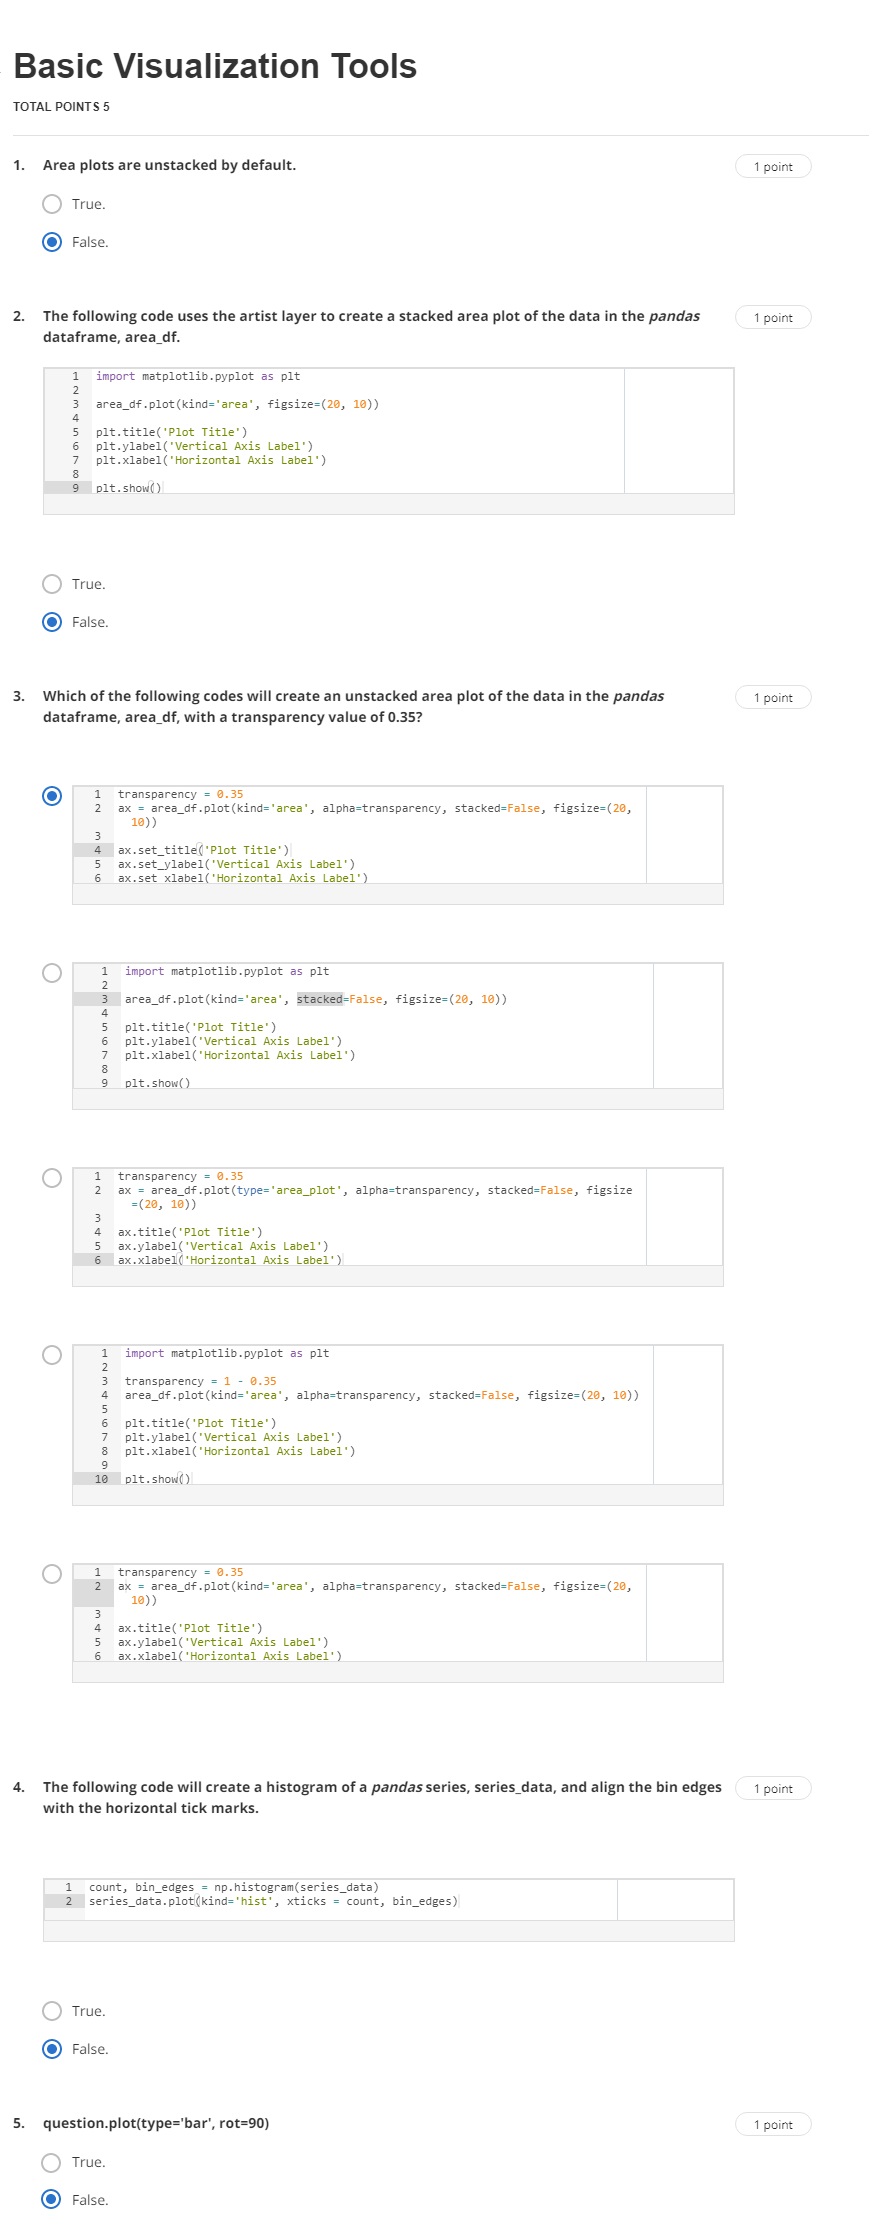 Basic Visualization Tools
TOTAL POINTS 5
1. Area plots are unstacked by default.
1 point
True.
False.
2. The following code uses the artist layer to create a stacked area plot of the data in the pandas
dataframe, area_df.
1 point
1 import matplotlib.pyplot as plt
2
3 area_df.plot(kind='area', figsize=(20, 10))
4
5 plt.title('Plot Title')
6 plt.ylabel('Vertical Axis Label')
7 plt.xlabel('Horizontal Axis Label')
8
9 plt.show()
True.
False.
3. Which of the following codes will create an unstacked area plot of the data in the pandas
dataframe, area_df, with a transparency value of 0.35?
1 point
1 transparency = 0.35
2 ax = area_df.plot(kind='area', alpha=transparency, stacked=False, figsize=(20,
10))
3
4 ax.set_title('Plot Title')
5 ax.set_ylabel('Vertical Axis Label')
6 ax.set_xlabel('Horizontal Axis Label')
1 import matplotlib.pyplot as plt
2
3 area_df.plot(kind='area', stacked=False, figsize=(20, 10))
4
5 plt.title('Plot Title')
6 plt.ylabel('Vertical Axis Label')
7 plt.xlabel('Horizontal Axis Label')
8
9 plt.show()
1 transparency = 0.35
2 ax = area_df.plot(type='area_plot', alpha=transparency, stacked=False, figsize
=(20, 10))
3
4 ax.title('Plot Title')
5 ax.ylabel('Vertical Axis Label')
6 ax.xlabel('Horizontal Axis Label')
1 import matplotlib.pyplot as plt
2
3 transparency = 1 - 0.35
4 area_df.plot(kind='area', alpha=transparency, stacked=False, figsize=(20, 10))
5
6 plt.title('Plot Title')
7 plt.ylabel('Vertical Axis Label')
8 plt.xlabel('Horizontal Axis Label')
9
10 plt.show()
1 transparency = 0.35
2 ax = area_df.plot(kind='area', alpha=transparency, stacked=False, figsize=(20,
10))
3
4 ax.title('Plot Title')
5 ax.ylabel('Vertical Axis Label')
6 ax.xlabel('Horizontal Axis Label')
4. The following code will create a histogram of a pandas series, series_data, and align the bin edges
with the horizontal tick marks.
1 point
1 count, bin_edges = np.histogram(series_data)
2 series_data.plot(kind='hist', xticks = count, bin_edges)
True.
False.
5. question.plot(type='bar', rot=90)
1 point
True.
False.